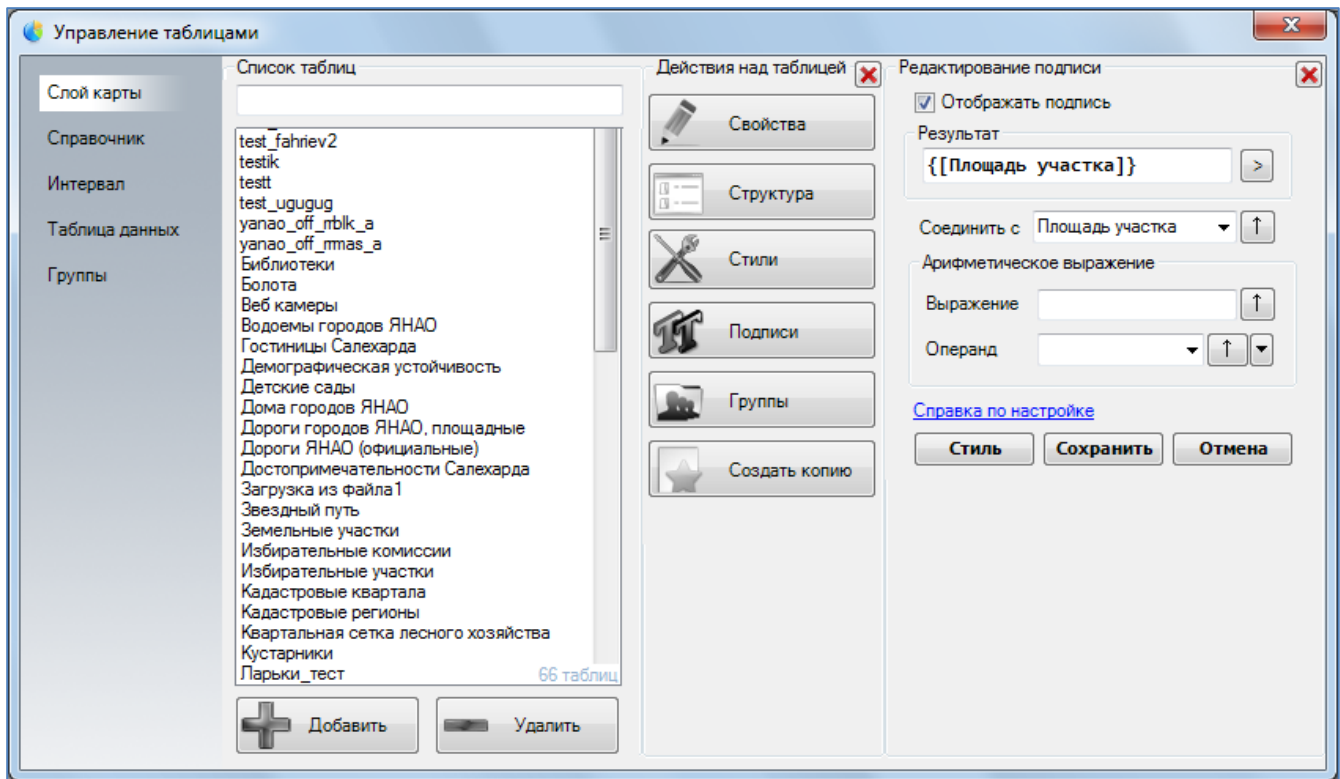 Управление таблицами
Слой карты
Справочник
Интервал
Таблица данных
Группы
Список таблиц
test_fahriev2
testik
testt
test_ugugug
yanao_off_rrblk_a
yanao_off_rrmas_a
Библиотеки
Болота
Веб камеры
Водоемы городов ЯНАО
Гостиницы Салехарда
Демографическая устойчивость
Детские сады
Дома городов ЯНАО
Дороги городов ЯНАО, площадные
Дороги ЯНАО (официальные)
Достопримечательности Салехарда
Загрузка из файла1
Звездный путь
Земельные участки
Избирательные комиссии
Избирательные участки
Кадастровые квартала
Кадастровые регионы
Квартальная сетка лесного хозяйства
Кустарники
Ларьки_тест
66 таблиц
Добавить
Удалить
Действия над таблицей
Свойства
Структура
Стили
Подписи
Группы
Создать копию
Редактирование подписи
Отображать подпись
Результат
{[Площадь участка]}
>
Соединить с Площадь участка ↑
Арифметическое выражение
Выражение ↑
Операнд ↑
Справка по настройке
Стиль Сохранить Отмена